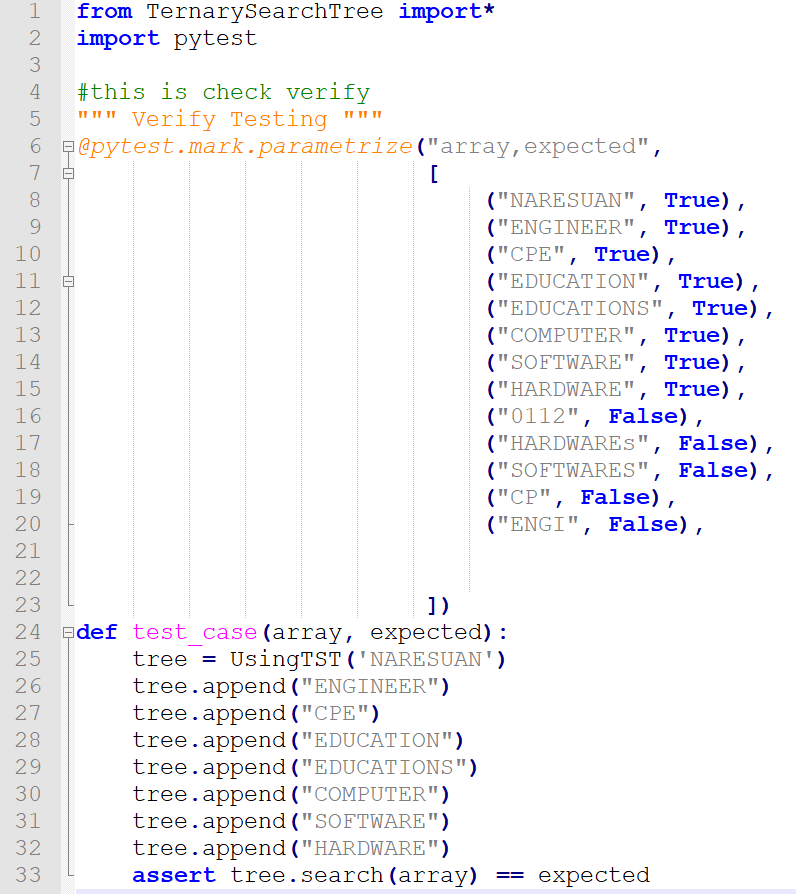 1 from TernarySearchTree import*
2 import pytest
3
4 #this is check verify
5 """ Verify Testing """
6 @pytest.mark.parametrize("array,expected",
7 [
8 ("NARESUAN", True),
9 ("ENGINEER", True),
10 ("CPE", True),
11 ("EDUCATION", True),
12 ("EDUCATIONS", True),
13 ("COMPUTER", True),
14 ("SOFTWARE", True),
15 ("HARDWARE", True),
16 ("0112", False),
17 ("HARDWAREs", False),
18 ("SOFTWARES", False),
19 ("CP", False),
20 ("ENGI", False),
21
22
23 ])
24 def test_case(array, expected):
25 tree = UsingTST('NARESUAN')
26 tree.append("ENGINEER")
27 tree.append("CPE")
28 tree.append("EDUCATION")
29 tree.append("EDUCATIONS")
30 tree.append("COMPUTER")
31 tree.append("SOFTWARE")
32 tree.append("HARDWARE")
33 assert tree.search(array) == expected